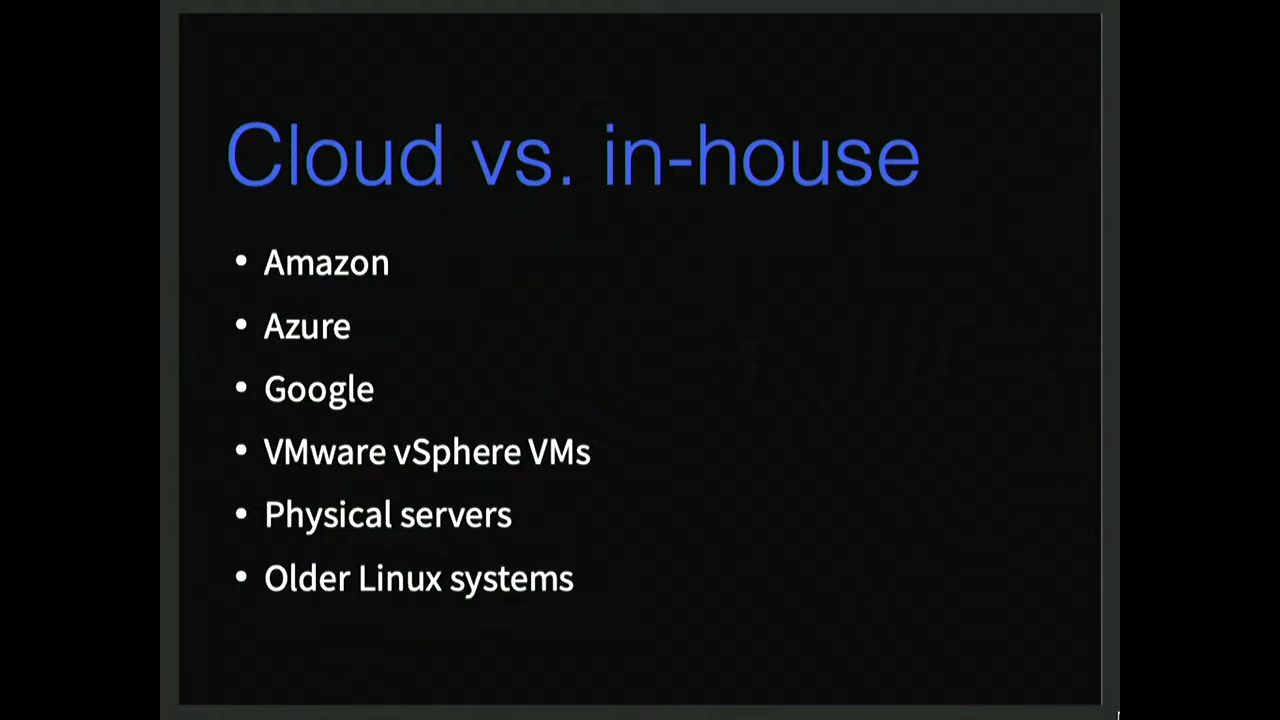 Cloud vs. in-house
• Amazon
• Azure
• Google
• VMware vSphere VMs
• Physical servers
• Older Linux systems